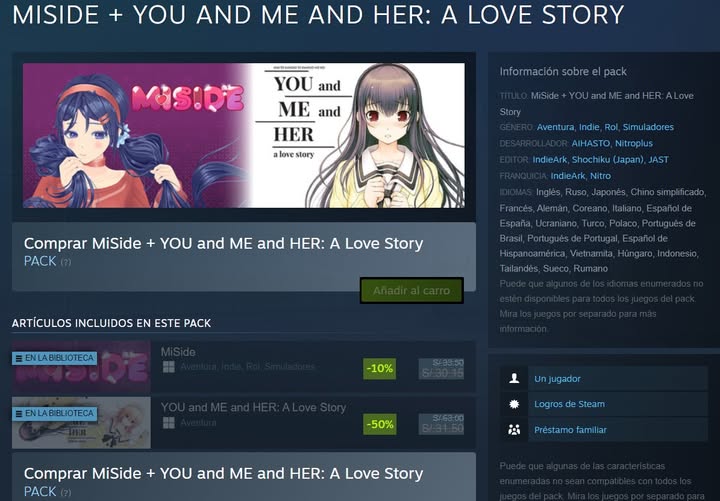 MISIDE + YOU AND ME AND HER: A LOVE STORY
MiSIDE
YOU and
ME and
HER
a love story
Comprar MiSide + YOU and ME and HER: A Love Story
PACK (?)
Añadir al carro
ARTÍCULOS INCLUIDOS EN ESTE PACK
EN LA BIBLIOTECA
MiSIDE
MiSide
Aventura, Indie, Rol, Simuladores
-10%
S/.33.50
S/.30.15
EN LA BIBLIOTECA
HER
YOU and ME and HER: A Love Story
Aventura
-50%
S/.63.00
S/.31.50
Comprar MiSide + YOU and ME and HER: A Love Story
PACK (?)
Información sobre el pack
TÍTULO: MiSide + YOU and ME and HER: A Love
Story
GÉNERO: Aventura, Indie, Rol, Simuladores
DESARROLLADOR: AIHASTO, Nitroplus
EDITOR: IndieArk, Shochiku (Japan), JAST
FRANQUICIA: IndieArk, Nitro
IDIOMAS: Inglés, Ruso, Japonés, Chino simplificado,
Francés, Alemán, Coreano, Italiano, Español de
España, Ucraniano, Turco, Polaco, Portugués de
Brasil, Portugués de Portugal, Español de
Hispanoamérica, Vietnamita, Húngaro, Indonesio,
Tailandés, Sueco, Rumano
Puede que algunos de los idiomas enumerados no
estén disponibles para todos los juegos del pack.
Mira los juegos por separado para más
información.
Un jugador
Logros de Steam
Préstamo familiar
Puede que algunas de las características
enumeradas no sean compatibles con todos los
juegos del pack. Mira los juegos por separado para